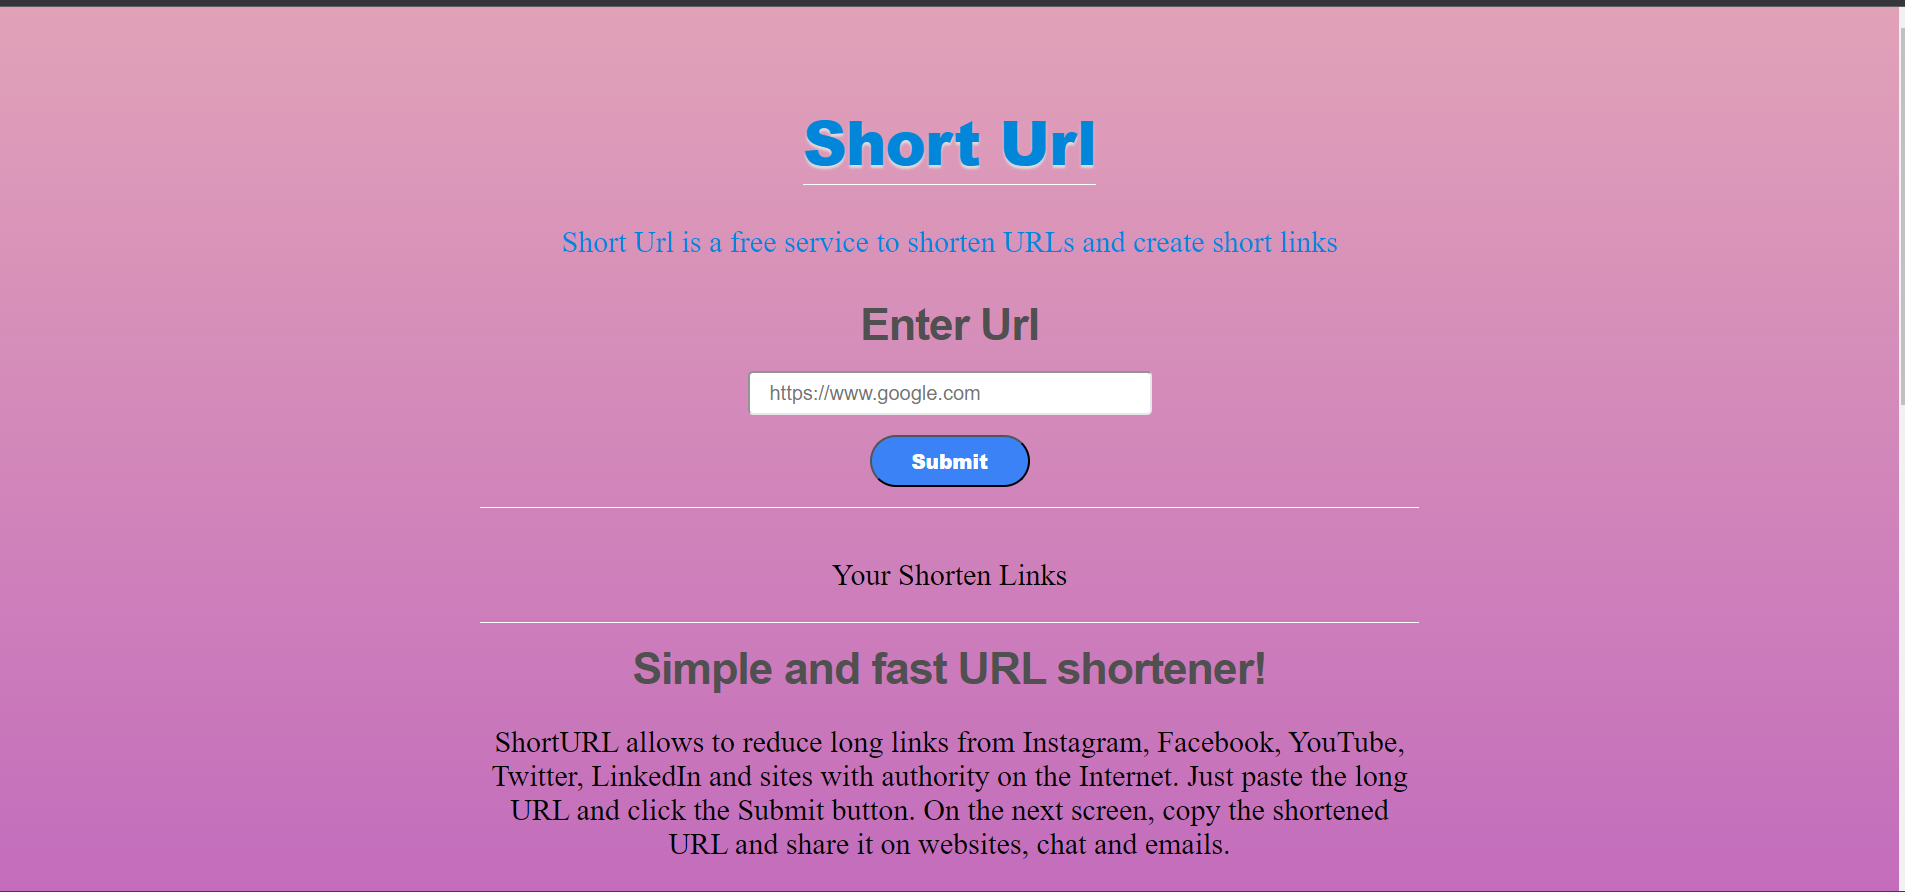 Short Url
Short Url is a free service to shorten URLs and create short links
Enter Url
https://www.google.com
Submit
Your Shorten Links
Simple and fast URL shortener!
ShortURL allows to reduce long links from Instagram, Facebook, YouTube,
Twitter, LinkedIn and sites with authority on the Internet. Just paste the long
URL and click the Submit button. On the next screen, copy the shortened
URL and share it on websites, chat and emails.